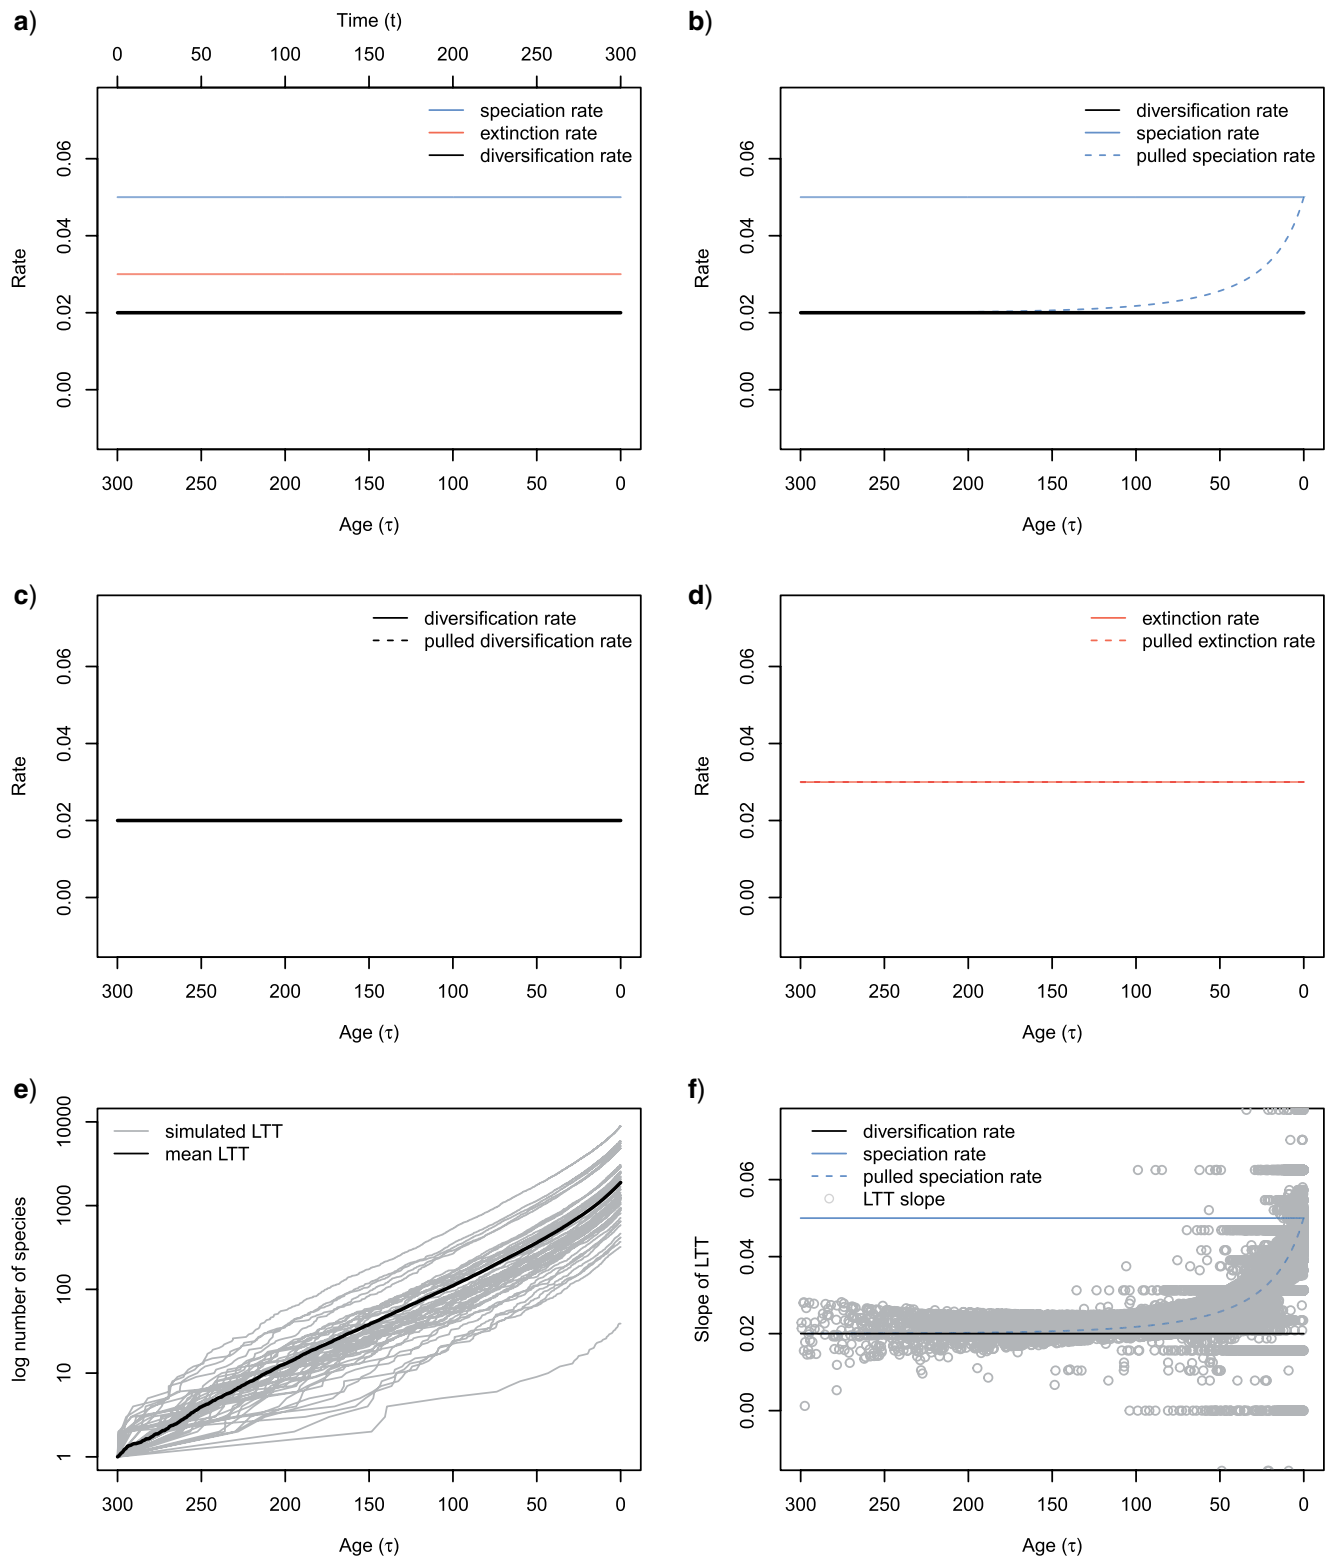 a)
Time (t)
0 50 100 150 200 250 300
speciation rate
extinction rate
diversification rate
Rate
0.06
0.04
0.02
0.00
300 250 200 150 100 50 0
Age (τ)
b)
diversification rate
speciation rate
pulled speciation rate
Rate
0.06
0.04
0.02
0.00
300 250 200 150 100 50 0
Age (τ)
c)
diversification rate
pulled diversification rate
Rate
0.06
0.04
0.02
0.00
300 250 200 150 100 50 0
Age (τ)
d)
extinction rate
pulled extinction rate
Rate
0.06
0.04
0.02
0.00
300 250 200 150 100 50 0
Age (τ)
e)
simulated LTT
mean LTT
log number of species
10000
1000
100
10
1
300 250 200 150 100 50 0
Age (τ)
f)
diversification rate
speciation rate
pulled speciation rate
LTT slope
Slope of LTT
0.06
0.04
0.02
0.00
300 250 200 150 100 50 0
Age (τ)